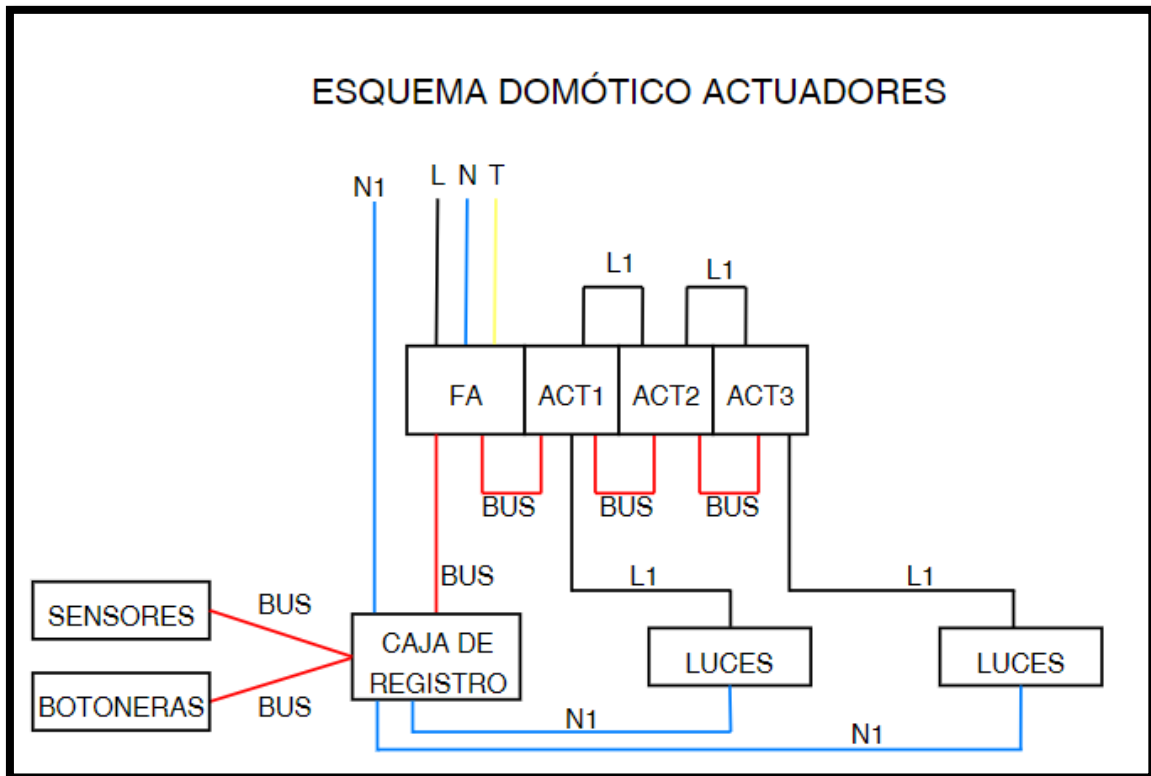 ESQUEMA DOMÓTICO ACTUADORES
N1
L
N
T
L1
L1
FA
ACT1
ACT2
ACT3
BUS
BUS
BUS
BUS
L1
L1
SENSORES
BUS
CAJA DE
REGISTRO
LUCES
LUCES
BOTONERAS
BUS
N1
N1